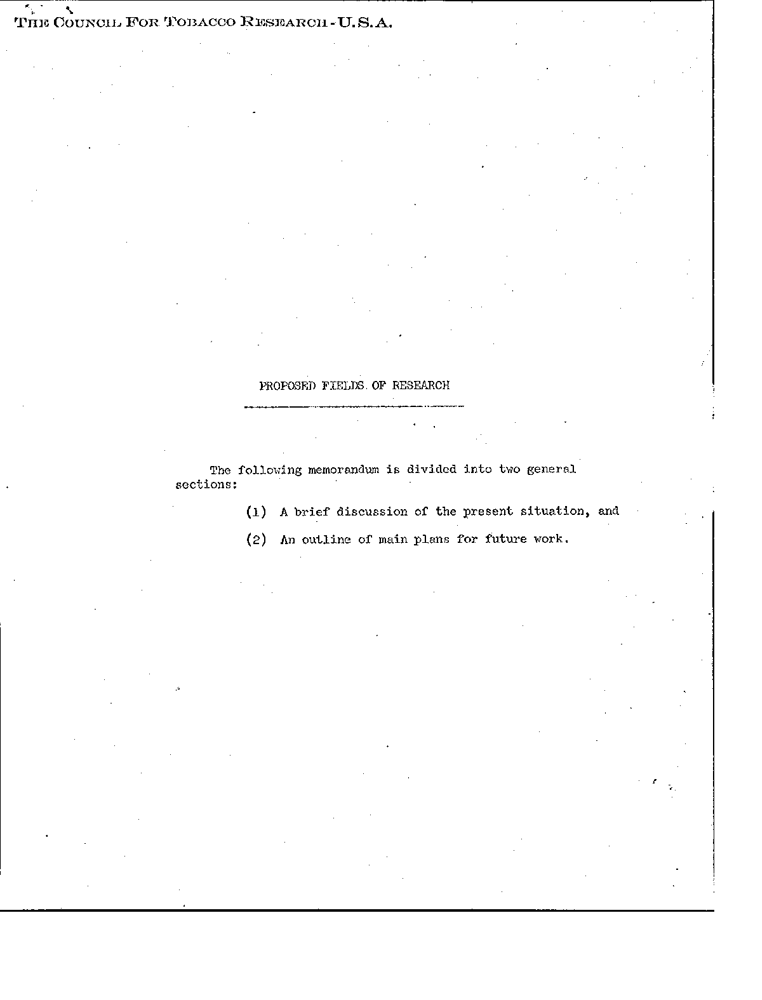 THE COUNCIL FOR TOBACCO RESEARCH-U.S.A.
PROPOSED FIELDS OF RESEARCH
The following memorandum is divided into two general
sections:
(1) A brief discussion of the present situation, and
(2) An outline of main plans for future work.